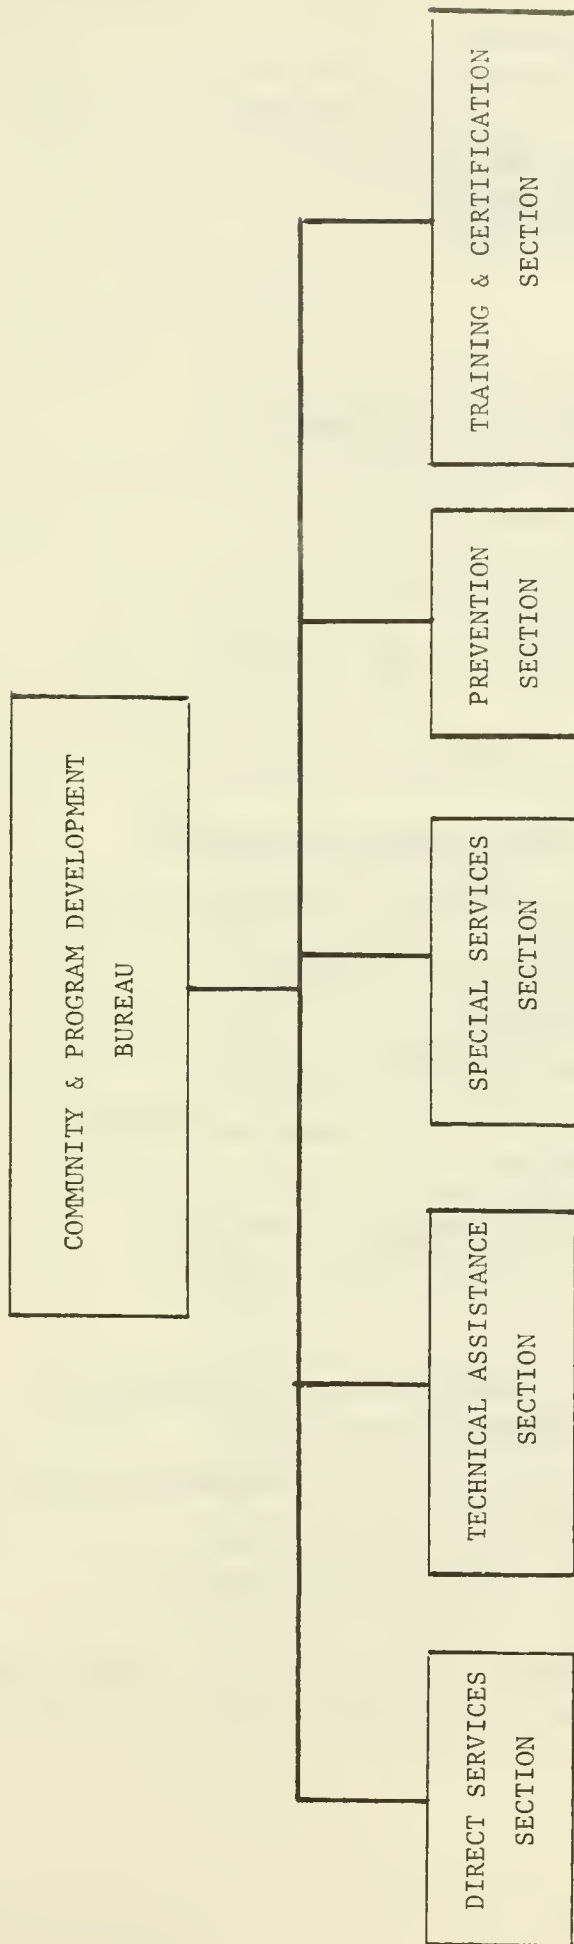 COMMUNITY & PROGRAM DEVELOPMENT
BUREAU
DIRECT SERVICES
SECTION
TECHNICAL ASSISTANCE
SECTION
SPECIAL SERVICES
SECTION
PREVENTION
SECTION
TRAINING & CERTIFICATION
SECTION